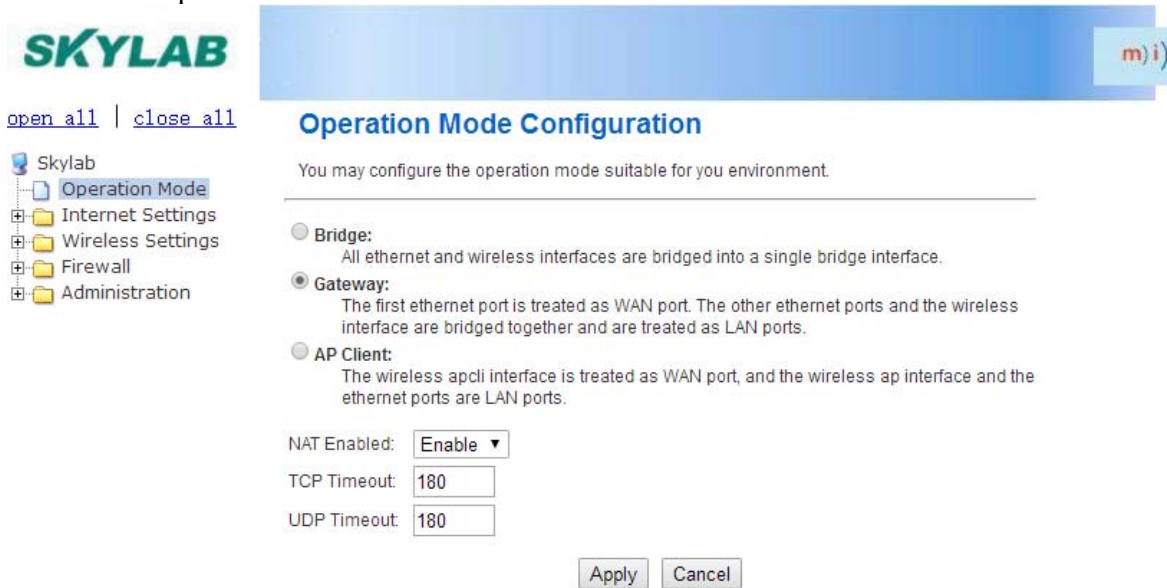 SKYLAB
m)i)
open all | close all
Skylab
Operation Mode
Internet Settings
Wireless Settings
Firewall
Administration
Operation Mode Configuration
You may configure the operation mode suitable for you environment.
Bridge:
All ethernet and wireless interfaces are bridged into a single bridge interface.
Gateway:
The first ethernet port is treated as WAN port. The other ethernet ports and the wireless
interface are bridged together and are treated as LAN ports.
AP Client:
The wireless apcli interface is treated as WAN port, and the wireless ap interface and the
ethernet ports are LAN ports.
NAT Enabled: Enable
TCP Timeout: 180
UDP Timeout: 180
Apply Cancel